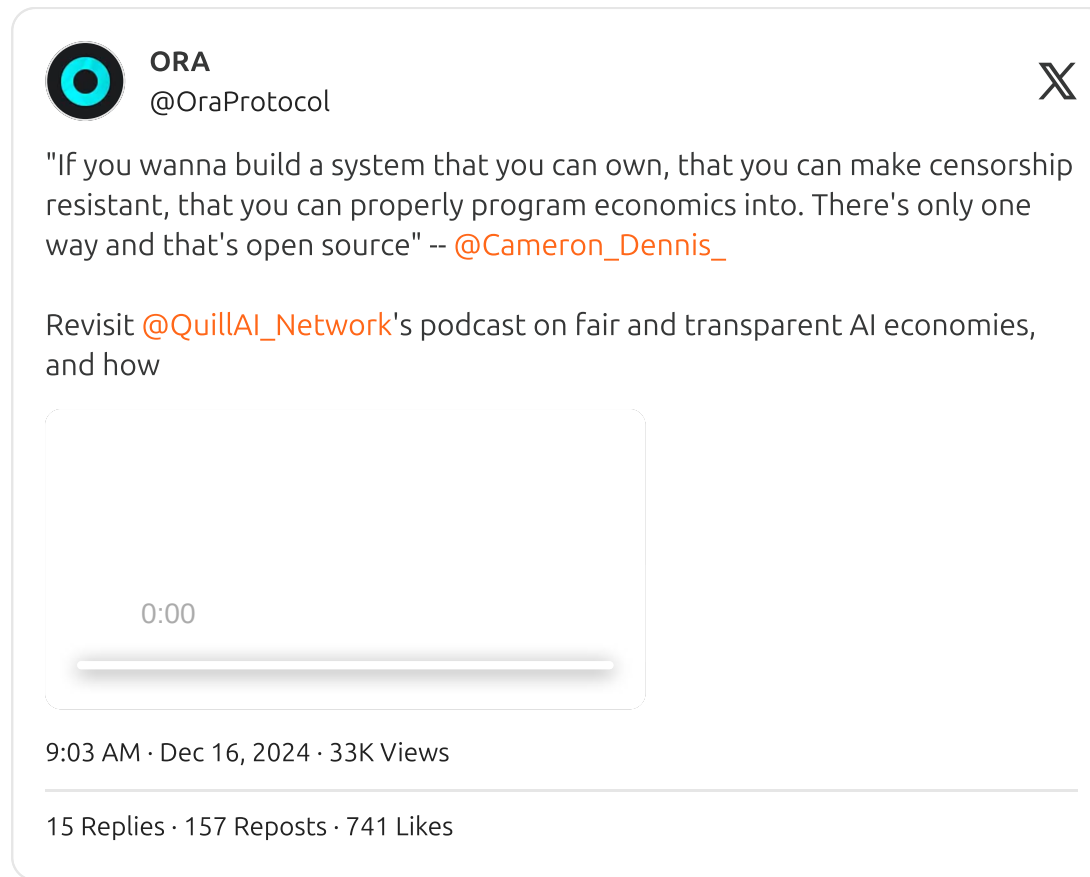 ORA
@OraProtocol
"If you wanna build a system that you can own, that you can make censorship
resistant, that you can properly program economics into. There's only one
way and that's open source" -- @Cameron_Dennis_
Revisit @QuillAI_Network's podcast on fair and transparent AI economies,
and how
0:00
9:03 AM · Dec 16, 2024 · 33K Views
15 Replies · 157 Reposts · 741 Likes